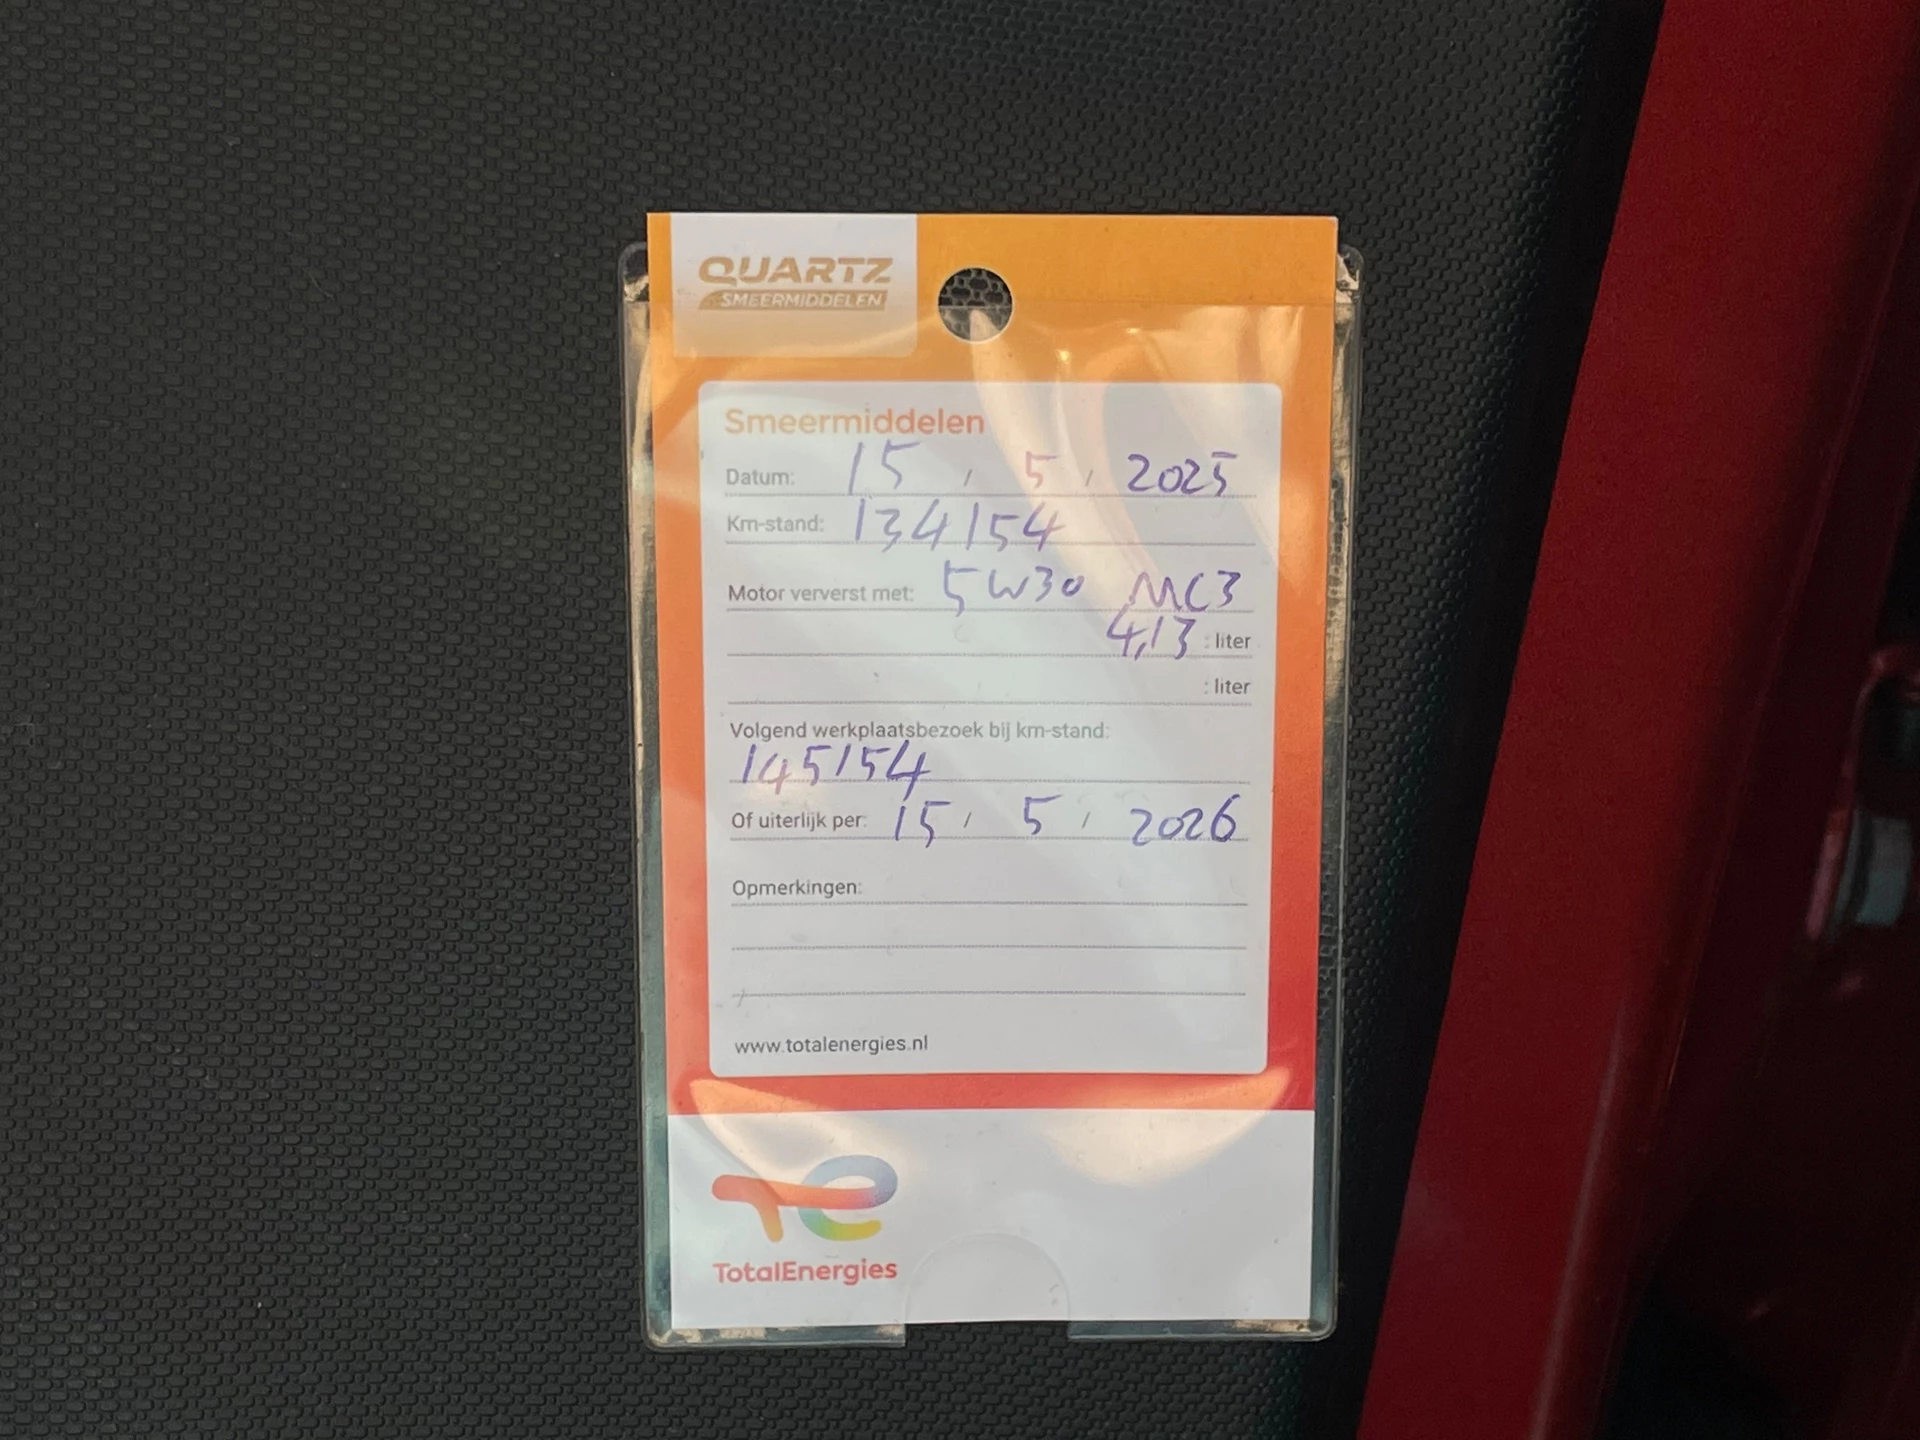 QUARTZ
SMEERMIDDELEN
Smeermiddelen
Datum: 15 / 5 / 2025
Km-stand: 134154
Motor ververst met: 5W30 MC3
4,13 : liter
: liter
Volgend werkplaatsbezoek bij km-stand:
145154
Of uiterlijk per: 15 / 5 / 2026
Opmerkingen:
www.totalenergies.nl
TotalEnergies